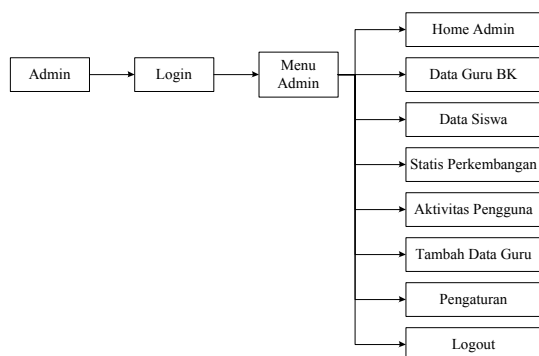 Admin
Login
Menu
Admin
Home Admin
Data Guru BK
Data Siswa
Statis Perkembangan
Aktivitas Pengguna
Tambah Data Guru
Pengaturan
Logout